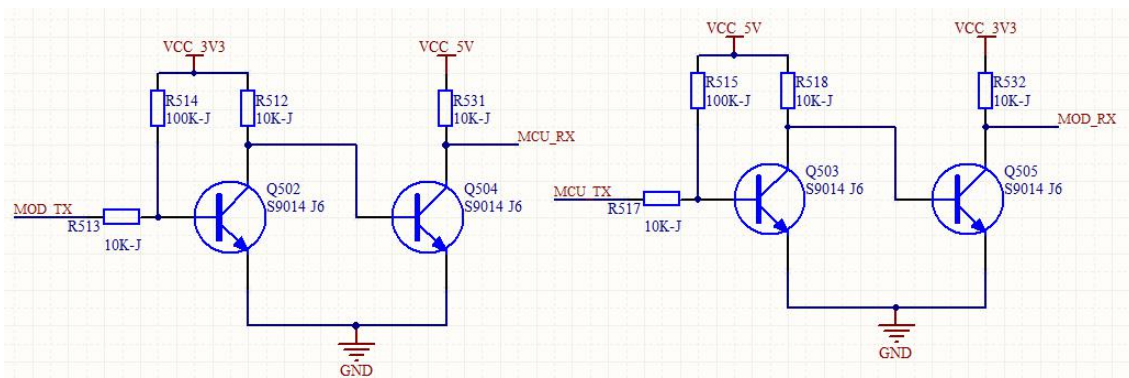 VCC_3V3
R514
100K-J
R512
10K-J
VCC_5V
R531
10K-J
MCU_RX
Q502
S9014 J6
Q504
S9014 J6
MOD_TX
R513
10K-J
GND
VCC_5V
R515
100K-J
R518
10K-J
VCC_3V3
R532
10K-J
MOD_RX
Q503
S9014 J6
Q505
S9014 J6
MCU_TX
R517
10K-J
GND